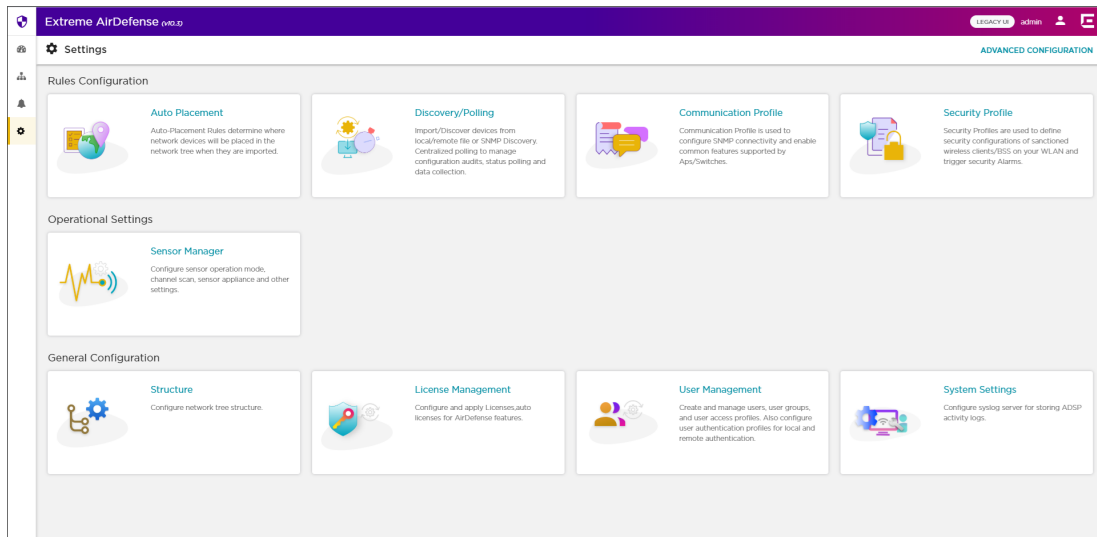 Extreme AirDefense (v10.3)
LEGACY UI
admin
Settings
ADVANCED CONFIGURATION
Rules Configuration
Auto Placement
Auto-Placement Rules determine where
network devices will be placed in the
network tree when they are imported.
Discovery/Polling
Import/Discover devices from
local/remote file or SNMP Discovery.
Centralized polling to manage
configuration audits, status polling and
data collection.
Communication Profile
Communication Profile is used to
configure SNMP connectivity and enable
common features supported by
Aps/Switches.
Security Profile
Security Profiles are used to define
security configurations of sanctioned
wireless clients/BSS on your WLAN and
trigger security Alarms.
Operational Settings
Sensor Manager
Configure sensor operation mode,
channel scan, sensor appliance and other
settings.
General Configuration
Structure
Configure network tree structure.
License Management
Configure and apply Licenses,auto
licenses for AirDefense features.
User Management
Create and manage users, user groups,
and user access profiles. Also configure
user authentication profiles for local and
remote authentication.
System Settings
Configure syslog server for storing ADSP
activity logs.